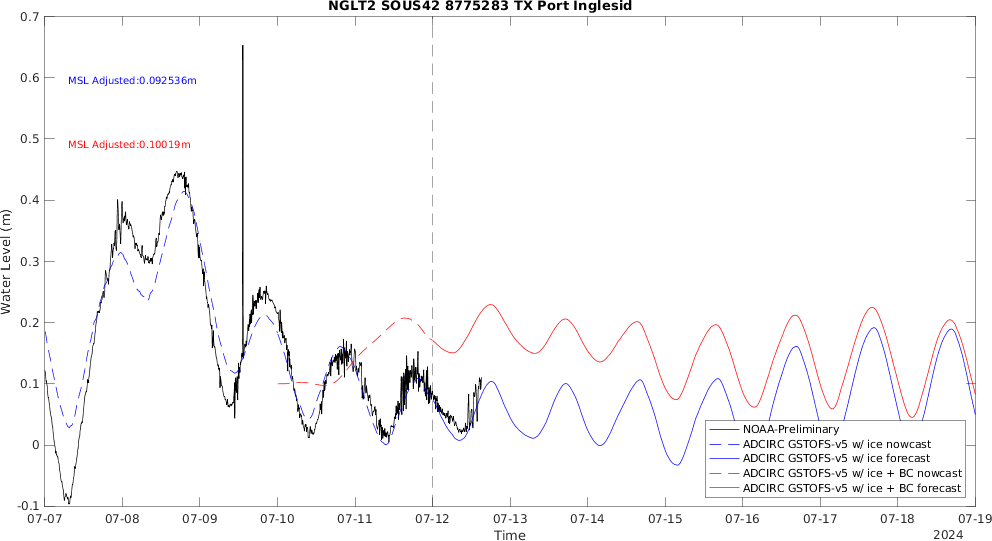 NGLT2 SOUS42 8775283 TX Port Inglesid
0.7
0.6
0.5
0.4
0.3
0.2
0.1
0
-0.1
Water Level (m)
MSL Adjusted:0.092536m
MSL Adjusted:0.10019m
NOAA-Preliminary
ADCIRC GSTOFS-v5 w/ ice nowcast
ADCIRC GSTOFS-v5 w/ ice forecast
ADCIRC GSTOFS-v5 w/ ice + BC nowcast
ADCIRC GSTOFS-v5 w/ ice + BC forecast
07-07 07-08 07-09 07-10 07-11 07-12 07-13 07-14 07-15 07-16 07-17 07-18 07-19
Time
2024